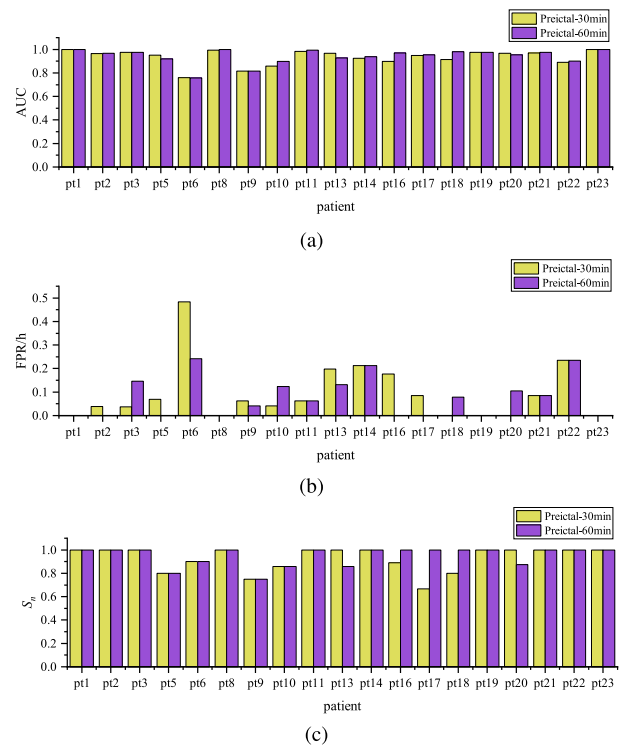 Preictal-30min
Preictal-60min
1.0
0.8
0.6
0.4
0.2
0.0
AUC
pt1 pt2 pt3 pt5 pt6 pt8 pt9 pt10 pt11 pt13 pt14 pt16 pt17 pt18 pt19 pt20 pt21 pt22 pt23
patient
(a)
Preictal-30min
Preictal-60min
0.5
0.4
0.3
0.2
0.1
0.0
FPR/h
pt1 pt2 pt3 pt5 pt6 pt8 pt9 pt10 pt11 pt13 pt14 pt16 pt17 pt18 pt19 pt20 pt21 pt22 pt23
patient
(b)
Preictal-30min
Preictal-60min
1.0
0.8
0.6
0.4
0.2
0.0
Sn
pt1 pt2 pt3 pt5 pt6 pt8 pt9 pt10 pt11 pt13 pt14 pt16 pt17 pt18 pt19 pt20 pt21 pt22 pt23
patient
(c)